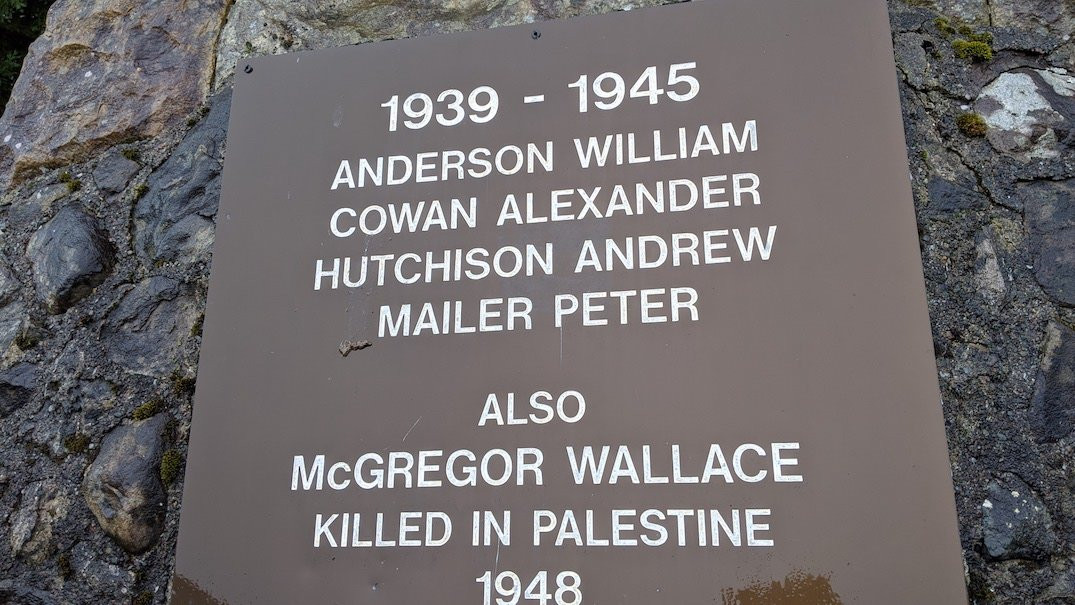 1939 - 1945
ANDERSON WILLIAM
COWAN ALEXANDER
HUTCHISON ANDREW
MAILER PETER
ALSO
McGREGOR WALLACE
KILLED IN PALESTINE
1948